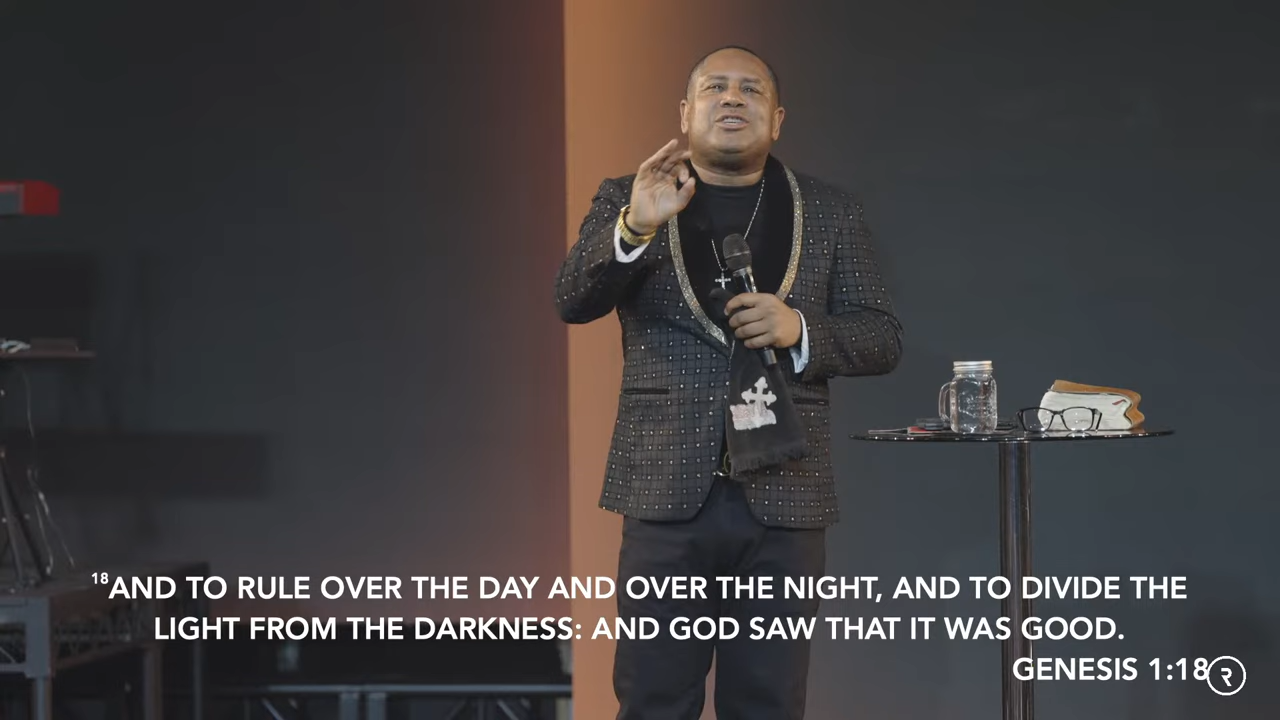 18AND TO RULE OVER THE DAY AND OVER THE NIGHT, AND TO DIVIDE THE
LIGHT FROM THE DARKNESS: AND GOD SAW THAT IT WAS GOOD.
GENESIS 1:18
R